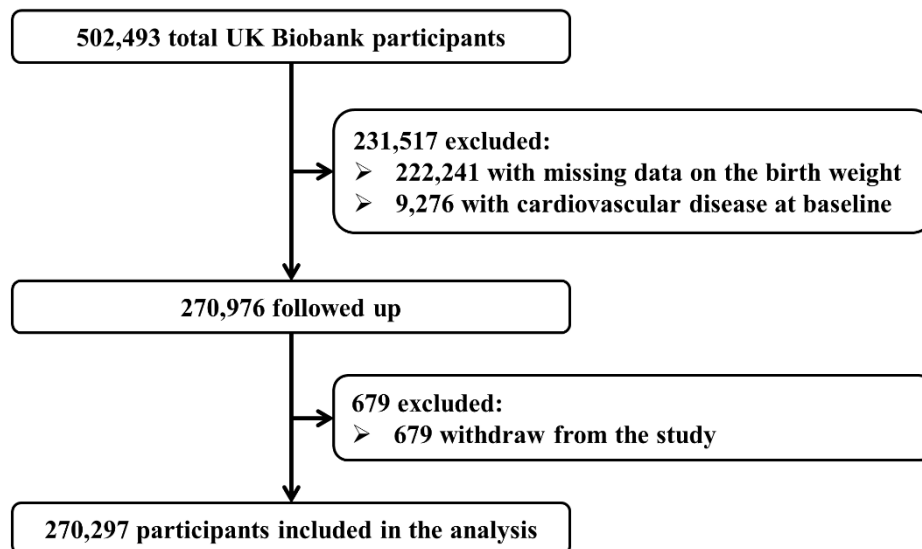 502,493 total UK Biobank participants
231,517 excluded:
➢ 222,241 with missing data on the birth weight
➢ 9,276 with cardiovascular disease at baseline
270,976 followed up
679 excluded:
➢ 679 withdraw from the study
270,297 participants included in the analysis